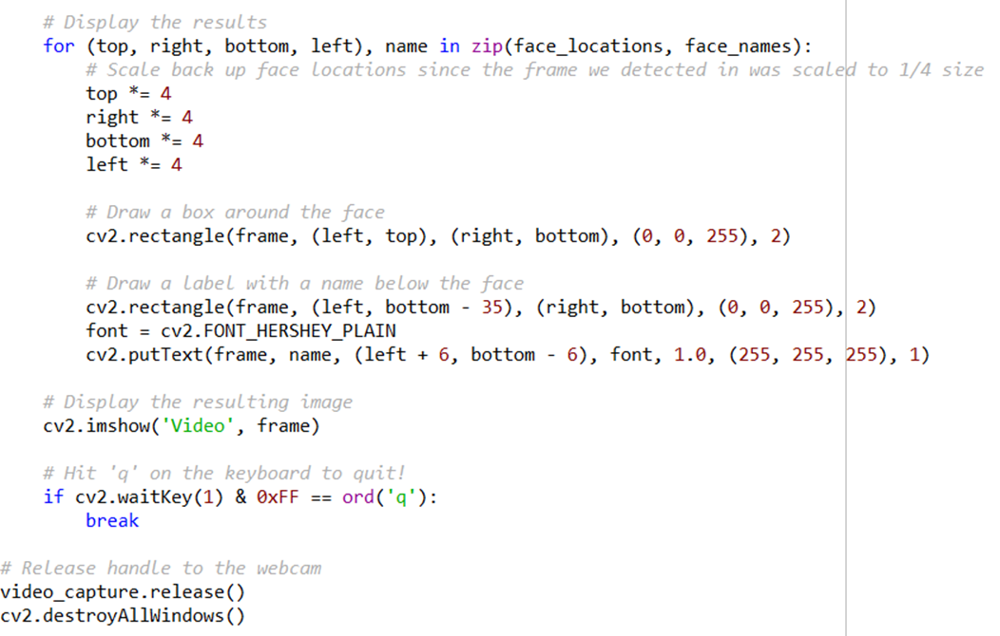 # Display the results
for (top, right, bottom, left), name in zip(face_locations, face_names):
# Scale back up face locations since the frame we detected in was scaled to 1/4 size
top *= 4
right *= 4
bottom *= 4
left *= 4
# Draw a box around the face
cv2.rectangle(frame, (left, top), (right, bottom), (0, 0, 255), 2)
# Draw a label with a name below the face
cv2.rectangle(frame, (left, bottom - 35), (right, bottom), (0, 0, 255), 2)
font = cv2.FONT_HERSHEY_PLAIN
cv2.putText(frame, name, (left + 6, bottom - 6), font, 1.0, (255, 255, 255), 1)
# Display the resulting image
cv2.imshow('Video', frame)
# Hit 'q' on the keyboard to quit!
if cv2.waitKey(1) & 0xFF == ord('q'):
break
# Release handle to the webcam
video_capture.release()
cv2.destroyAllWindows()